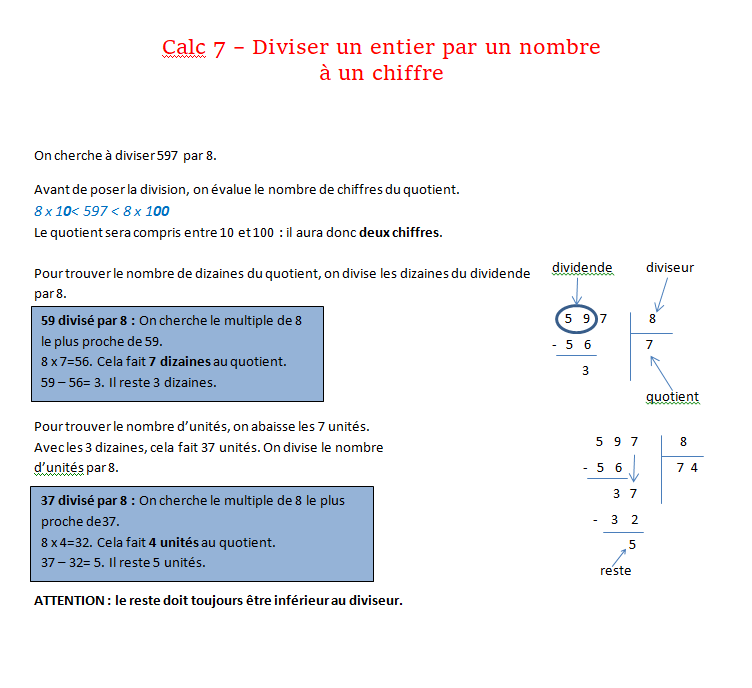 Calc 7 – Diviser un entier par un nombre
à un chiffre
On cherche à diviser 597 par 8.
Avant de poser la division, on évalue le nombre de chiffres du quotient.
8 x 10< 597 < 8 x 100
Le quotient sera compris entre 10 et 100 : il aura donc deux chiffres.
Pour trouver le nombre de dizaines du quotient, on divise les dizaines du dividende
par 8.
59 divisé par 8 : On cherche le multiple de 8
le plus proche de 59.
8 x 7=56. Cela fait 7 dizaines au quotient.
59 – 56= 3. Il reste 3 dizaines.
dividende diviseur
5 9 7 8
- 5 6 7
3
quotient
Pour trouver le nombre d'unités, on abaisse les 7 unités.
Avec les 3 dizaines, cela fait 37 unités. On divise le nombre
d'unités par 8.
37 divisé par 8 : On cherche le multiple de 8 le plus
proche de37.
8 x 4=32. Cela fait 4 unités au quotient.
37 – 32= 5. Il reste 5 unités.
5 9 7 8
- 5 6 7 4
3 7
- 3 2
5
reste
ATTENTION : le reste doit toujours être inférieur au diviseur.